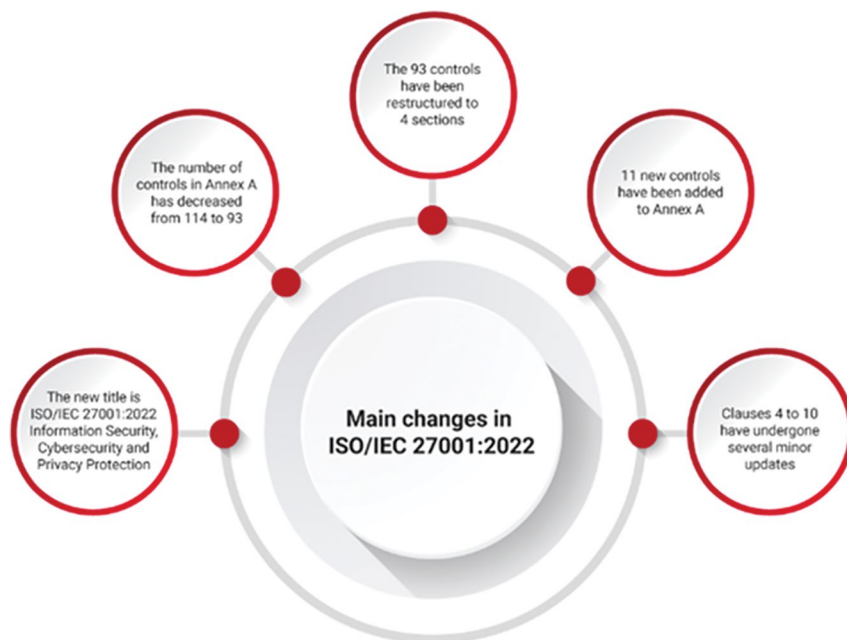 The 93 controls
have been
restructured to
4 sections
The number of
controls in Annex A
has decreased
from 114 to 93
11 new controls
have been added
to Annex A
The new title is
ISO/IEC 27001:2022
Information Security,
Cybersecurity and
Privacy Protection
Main changes in
ISO/IEC 27001:2022
Clauses 4 to 10
have undergone
several minor
updates